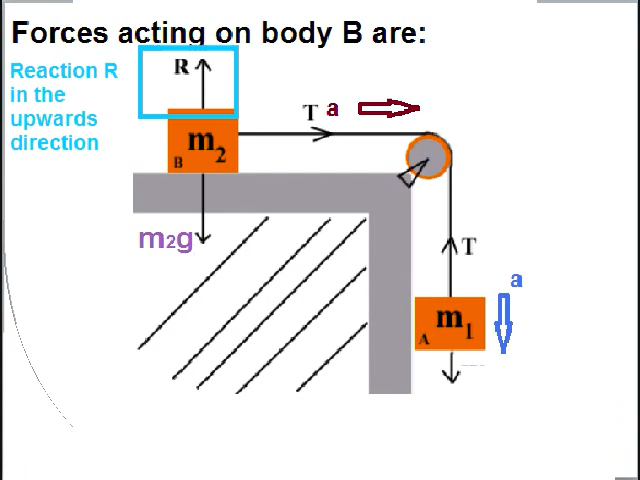 Forces acting on body B are:
Reaction R
in the
upwards
direction
R
T a
m2
B
m2g
T
a
m1
A